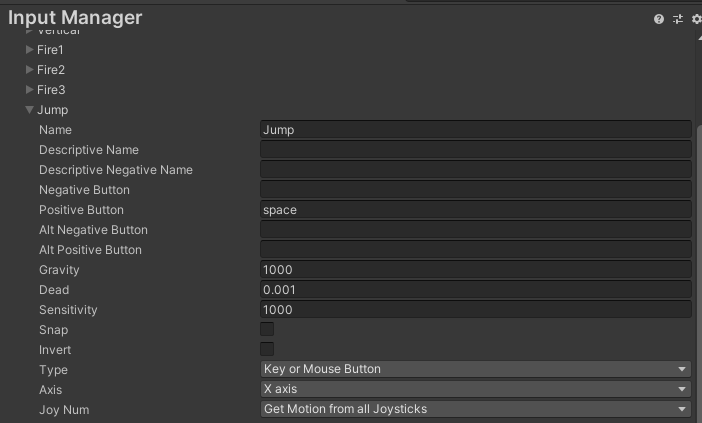 Input Manager
Vertical
Fire1
Fire2
Fire3
Jump
Name Jump
Descriptive Name
Descriptive Negative Name
Negative Button
Positive Button space
Alt Negative Button
Alt Positive Button
Gravity 1000
Dead 0.001
Sensitivity 1000
Snap
Invert
Type Key or Mouse Button
Axis X axis
Joy Num Get Motion from all Joysticks